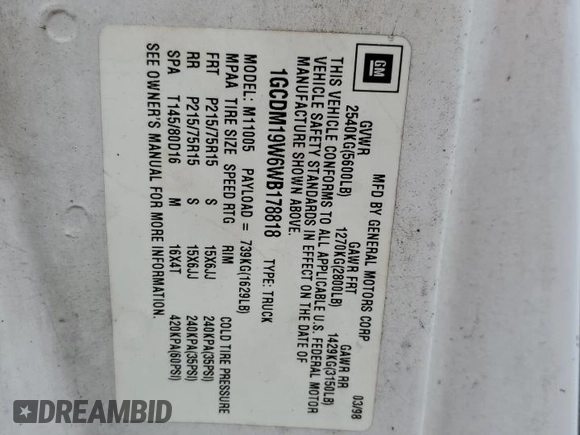 GM
MFD BY GENERAL MOTORS CORP 03/98
GVWR GAWR FRT GAWR RR
2540KG(5600LB) 1270KG(2800LB) 1429KG(3150LB)
THIS VEHICLE CONFORMS TO ALL APPLICABLE U.S. FEDERAL MOTOR
VEHICLE SAFETY STANDARDS IN EFFECT ON THE DATE OF
MANUFACTURE SHOWN ABOVE.
1GCDM19W6WB178818 TYPE: TRUCK
MODEL: M11005 PAYLOAD = 739KG(1629LB)
MPAA TIRE SIZE SPEED RTG RIM COLD TIRE PRESSURE
FRT P215/75R15 S 15X6JJ 240KPA(35PSI)
RR P215/75R15 S 15X6JJ 240KPA(35PSI)
SPA T145/80D16 M 16X4T 420KPA(60PSI)
SEE OWNER'S MANUAL FOR MORE INFORMATION.
DREAMBID